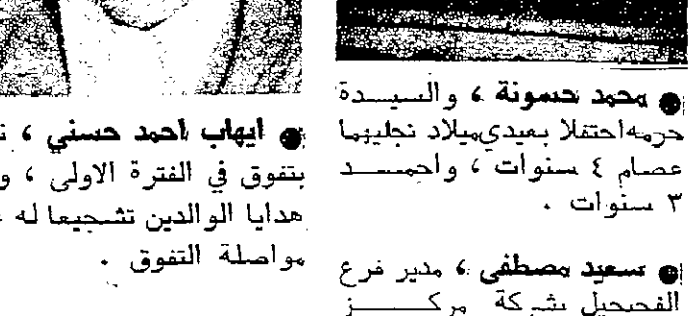 محمد حسونة ، والسيدة
حرمه احتفلا بعيدي ميلاد نجليهما
عصام ٤ سنوات ، واحمد
٣ سنوات .
سعيد مصطفى ، مدير فرع
الفحيحيل بشركة مركز
ايهاب احمد حسني ،
بتفوق في الفترة الاولى ، و
هدايا الوالدين تشجيعا له
مواصلة التفوق .